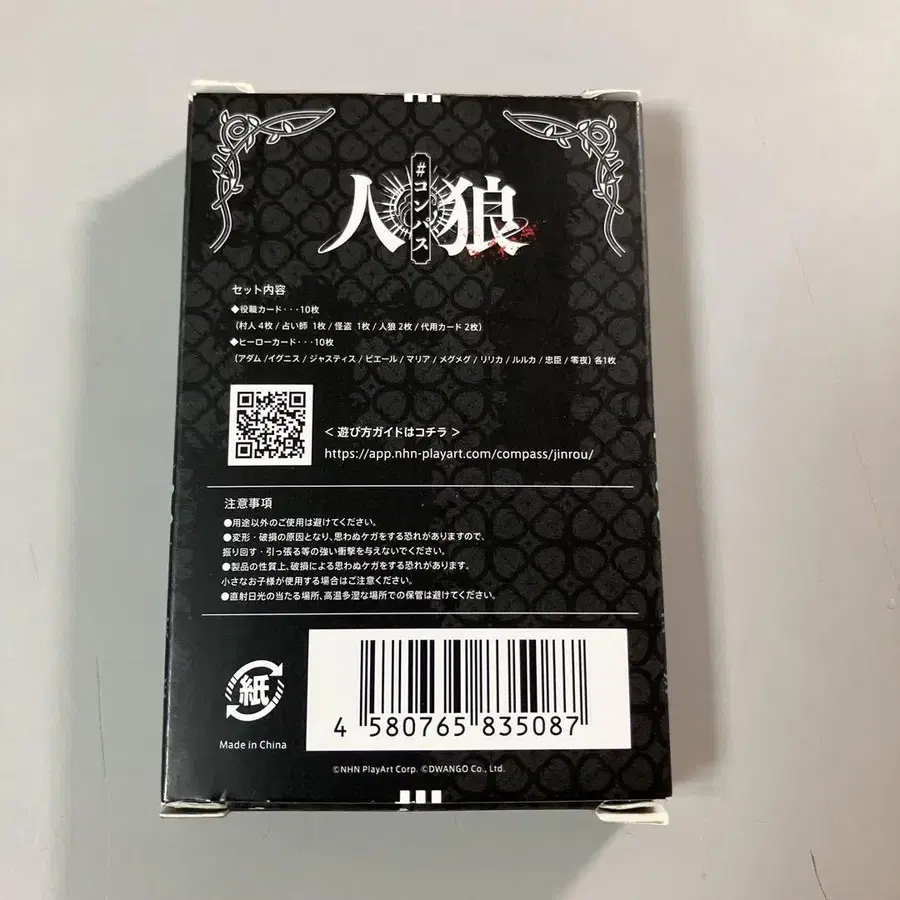 人狼
#コンパス
セット内容
◆役職カード・・・10枚
(村人 4枚 / 占い師 1枚 / 怪盗 1枚 / 人狼 2枚 / 代用カード 2枚)
◆ヒーローカード・・・10枚
(アダム /イグニス / ジャスティス / ピエール / マリア / メグメグ / リリカ / ルルカ / 忠臣 / 零夜) 各1枚
< 遊び方ガイドはコチラ >
https://app.nhn-playart.com/compass/jinrou/
注意事項
●用途以外のご使用は避けてください。
●変形・破損の原因となり、思わぬケガをする恐れがありますので、
振り回す・引っ張る等の強い衝撃を与えないでください。
●製品の性質上、破損による思わぬケガをする恐れがあります。
小さなお子様が使用する場合はご注意ください。
●直射日光の当たる場所、高温多湿な場所での保管は避けてください。
紙
Made in China
4 580765 835087
©NHN PlayArt Corp. ©DWANGO Co., Ltd.